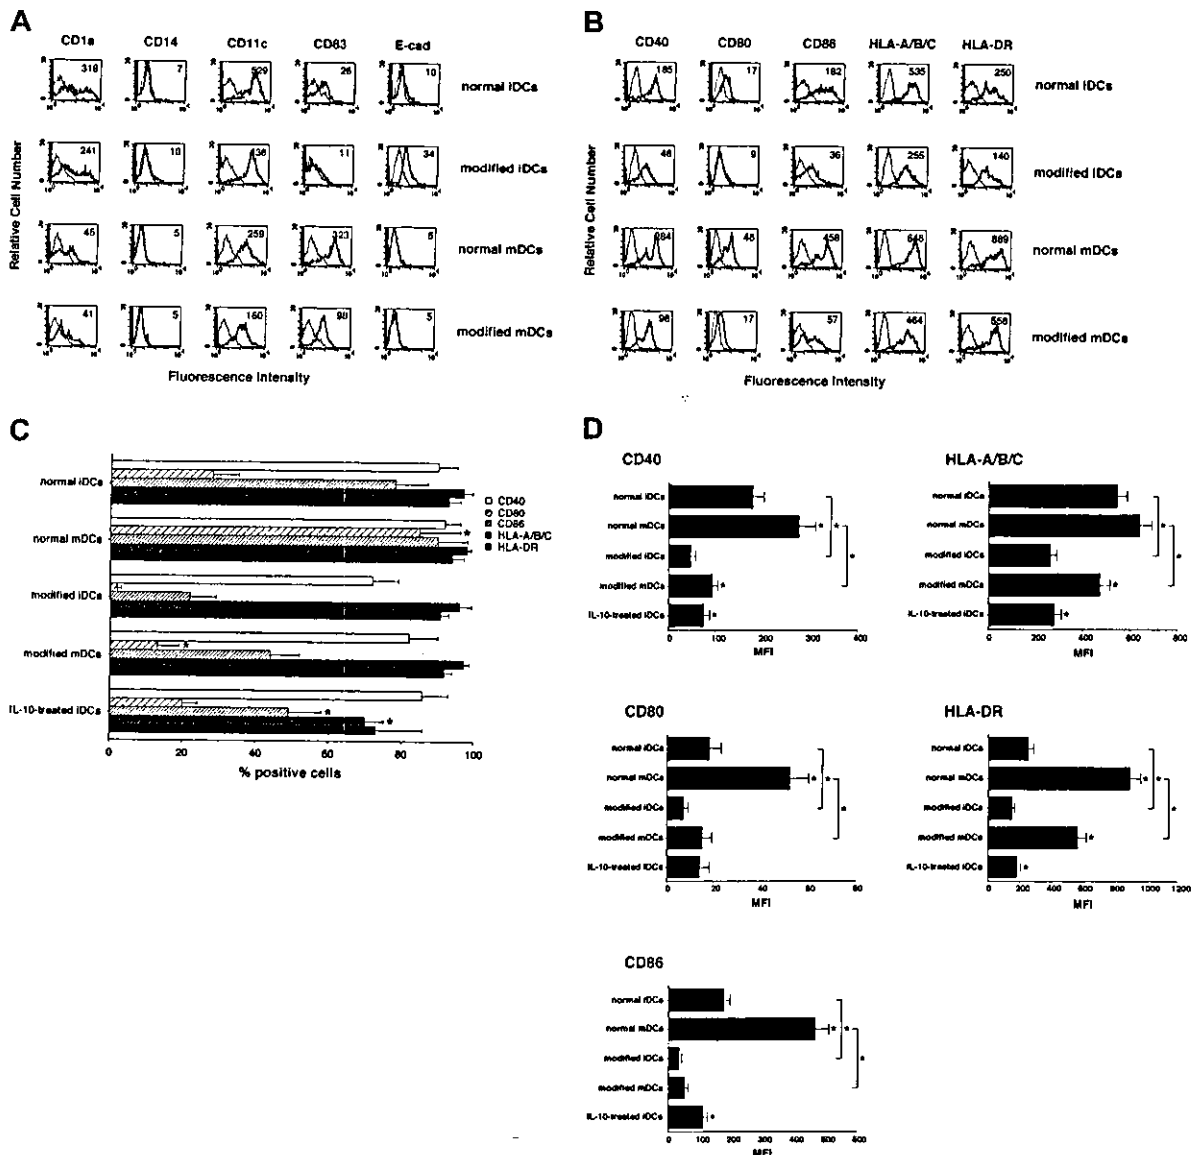 A
CD1a CD14 CD11c CD83 E-cad
318 7 529 26 10 normal iDCs
241 10 11 34 modified iDCs
45 5 259 323 5 normal mDCs
41 5 160 98 5 modified mDCs
Relative Cell Number
Fluorescence Intensity
B
CD40 CD80 CD86 HLA-A/B/C HLA-DR
185 17 182 535 250 normal iDCs
46 9 36 255 140 modified iDCs
284 48 458 648 889 normal mDCs
98 17 57 464 558 modified mDCs
Relative Cell Number
Fluorescence Intensity
C
normal iDCs
normal mDCs *
modified iDCs
modified mDCs *
IL-10-treated iDCs * *
CD40
CD80
CD86
HLA-A/B/C
HLA-DR
0 20 40 60 80 100
% positive cells
D
CD40
normal iDCs
normal mDCs * * *
modified iDCs *
modified mDCs *
IL-10-treated iDCs *
0 100 200 300 400
MFI
HLA-A/B/C
normal iDCs
normal mDCs *
modified iDCs *
modified mDCs *
IL-10-treated iDCs *
0 200 400 600 800
MFI
CD80
normal iDCs
normal mDCs * *
modified iDCs *
modified mDCs
IL-10-treated iDCs
0 20 40 60 80
MFI
HLA-DR
normal iDCs
normal mDCs * *
modified iDCs *
modified mDCs *
IL-10-treated iDCs *
0 200 400 600 800 1000 1200
MFI
CD86
normal iDCs
normal mDCs * *
modified iDCs *
modified mDCs
IL-10-treated iDCs *
0 100 200 300 400 500 600
MFI